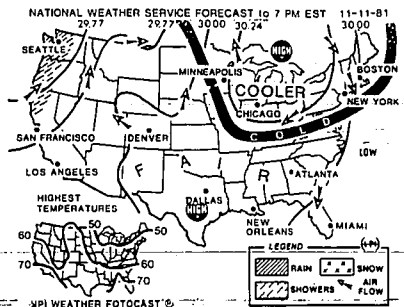 NATIONAL WEATHER SERVICE FORECAST to 7 PM EST 11-11-81
29.77 29.77 30.00 30.24 30.00
SEATTLE
HIGH
MINNEAPOLIS
BOSTON
COOLER
CHICAGO
NEW YORK
COLD
SAN FRANCISCO
DENVER
LOW
F A I R
LOS ANGELES
ATLANTA
DALLAS
HIGH
NEW ORLEANS
MIAMI
HIGHEST TEMPERATURES
50 50
60 60
70 70
LEGEND
RAIN SNOW
SHOWERS AIR FLOW
UPI WEATHER FOTOCAST ®